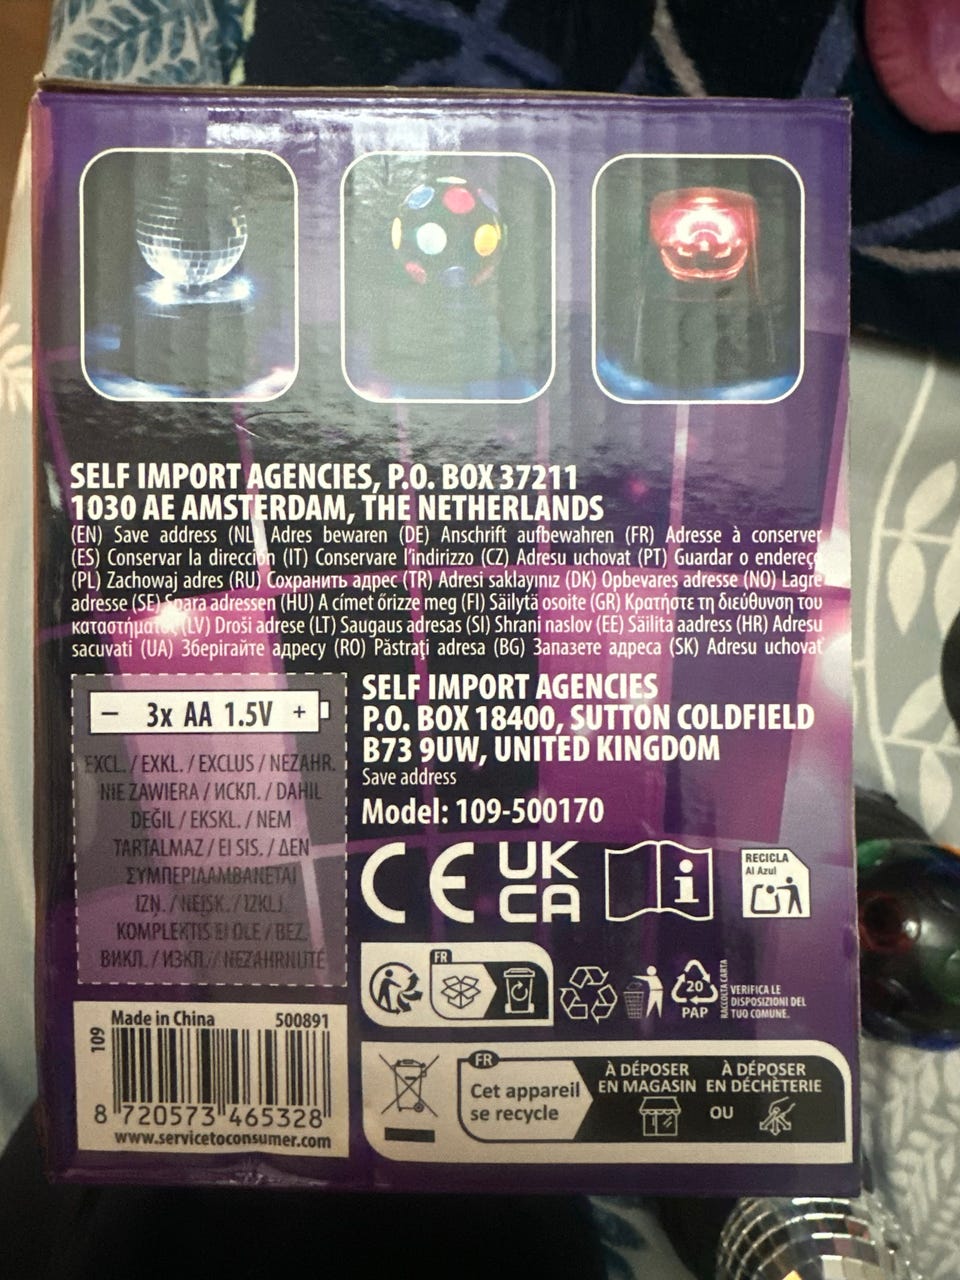 SELF IMPORT AGENCIES, P.O. BOX 37211
1030 AE AMSTERDAM, THE NETHERLANDS
(EN) Save address (NL) Adres bewaren (DE) Anschrift aufbewahren (FR) Adresse à conserver
(ES) Conservar la dirección (IT) Conservare l'indirizzo (CZ) Adresu uchovat (PT) Guardar o endereço
(PL) Zachowaj adres (RU) Сохранить адрес (TR) Adresi saklayınız (DK) Opbevares adresse (NO) Lagre
adresse (SE) Spara adressen (HU) A címet őrizze meg (FI) Säilytä osoite (GR) Κρατήστε τη διεύθυνση του
καταστήματος (LV) Droši adrese (LT) Saugaus adresas (SI) Shrani naslov (EE) Säilita aadress (HR) Adresu
sacuvati (UA) Зберігайте адресу (RO) Păstraţi adresa (BG) Запазете адреса (SK) Adresu uchovať
− 3x AA 1.5V +
EXCL. / EXKL. / EXCLUS / NEZAHR.
NIE ZAWIERA / ИСКЛ. / DAHIL
DEĞIL / EKSKL. / NEM
TARTALMAZ / EI SIS. / ΔΕΝ
ΣΥΜΠΕΡΙΛΑΜΒΑΝΕΤΑΙ
IZN. / NEISK. / IZKLJ.
KOMPLEKTIS EI OLE / BEZ.
ВИКЛ. / ИЗКЛ. / NEZAHRNUTÉ
SELF IMPORT AGENCIES
P.O. BOX 18400, SUTTON COLDFIELD
B73 9UW, UNITED KINGDOM
Save address
Model: 109-500170
CE
UK
CA
i
RECICLA
Al Azul
FR
20
PAP
RACCOLTA CARTA
VERIFICA LE
DISPOSIZIONI DEL
TUO COMUNE.
Made in China 500891
109
8 720573 465328
www.servicetoconsumer.com
FR
Cet appareil
se recycle
À DÉPOSER
EN MAGASIN
OU
À DÉPOSER
EN DÉCHÈTERIE